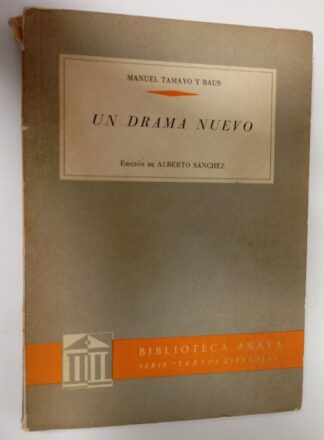 MANUEL TAMAYO Y BAUS
UN DRAMA NUEVO
EDICIÓN DE ALBERTO SANCHEZ
BIBLIOTECA ANAYA
SERIE "TEXTOS ESPAÑOLES"